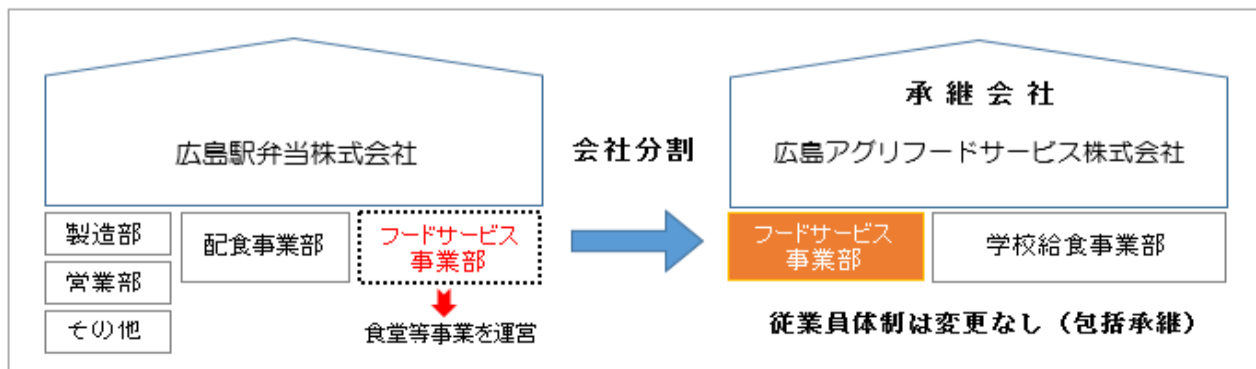 広島駅弁当株式会社
製造部
営業部
その他
配食事業部
フードサービス
事業部
食堂等事業を運営
会社分割
承継会社
広島アグリフードサービス株式会社
フードサービス
事業部
学校給食事業部
従業員体制は変更なし（包括承継）